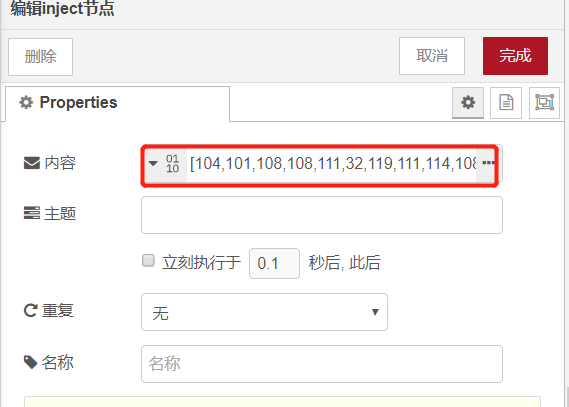 编辑inject节点
删除
取消
完成
Properties
内容
01
10
[104,101,108,108,111,32,119,111,114,108
主题
立刻执行于 0.1 秒后, 此后
重复
无
名称
名称